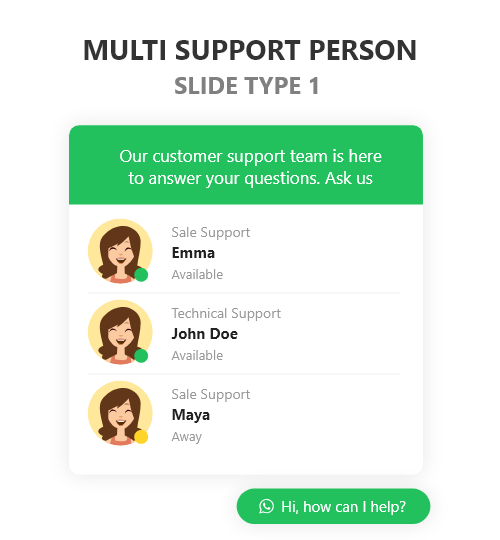 MULTI SUPPORT PERSON
SLIDE TYPE 1
Our customer support team is here
to answer your questions. Ask us
Sale Support
Emma
Available
Technical Support
John Doe
Available
Sale Support
Maya
Away
Hi, how can I help?